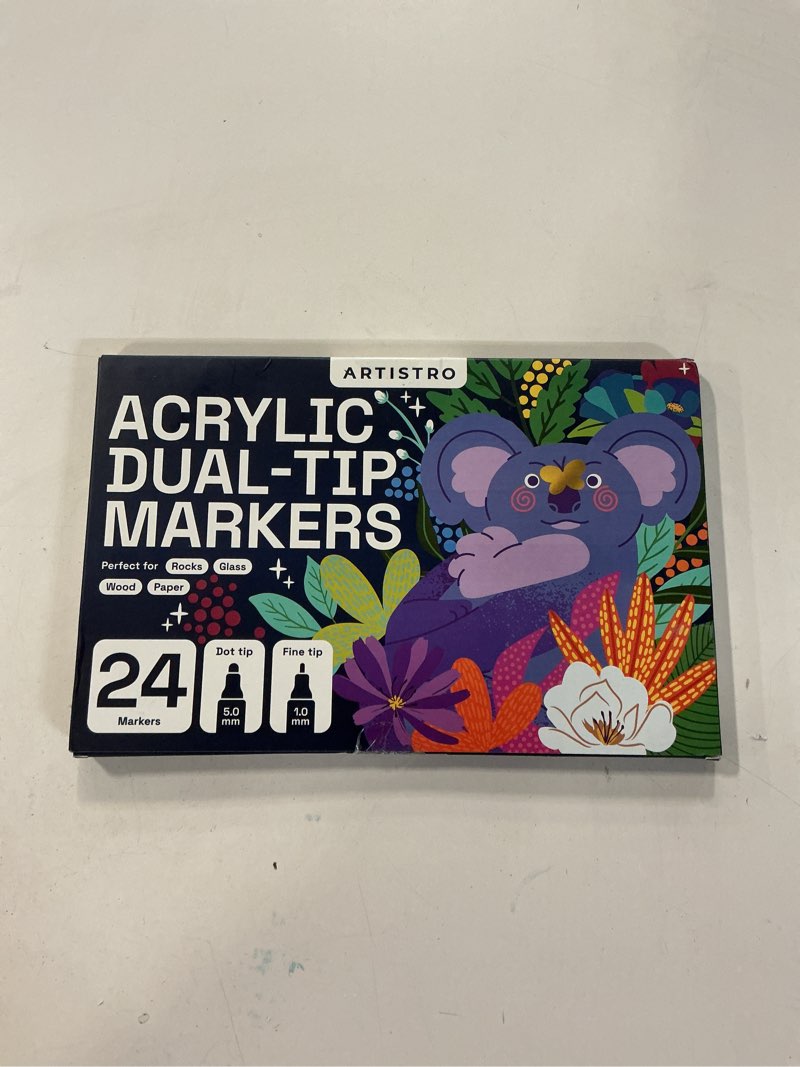 ARTISTRO
ACRYLIC
DUAL-TIP
MARKERS
Perfect for Rocks Glass
Wood Paper
24
Markers
Dot tip
5.0
mm
Fine tip
1.0
mm